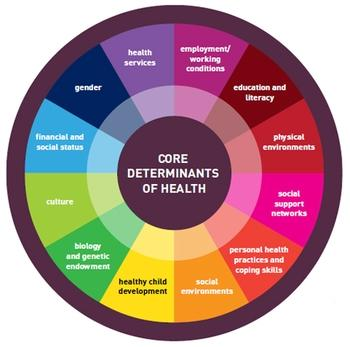 CORE
DETERMINANTS
OF HEALTH
employment/
working
conditions
education and
literacy
physical
environments
social
support
networks
personal health
practices and
coping skills
social
environments
healthy child
development
biology
and genetic
endowment
culture
financial and
social status
gender
health
services